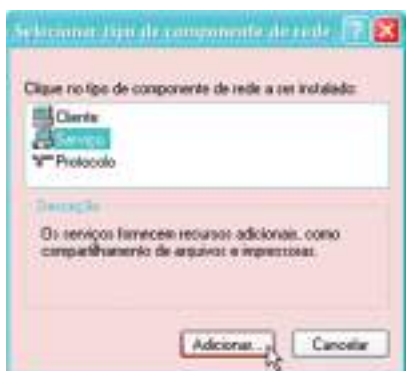 Selecionar tipo de componente de rede
Clique no tipo de componente de rede a ser instalado:
Cliente
Serviço
Protocolo
Descrição
Os serviços fornecem recursos adicionais, como
compartilhamento de arquivos e impressoras.
Adicionar...
Cancelar